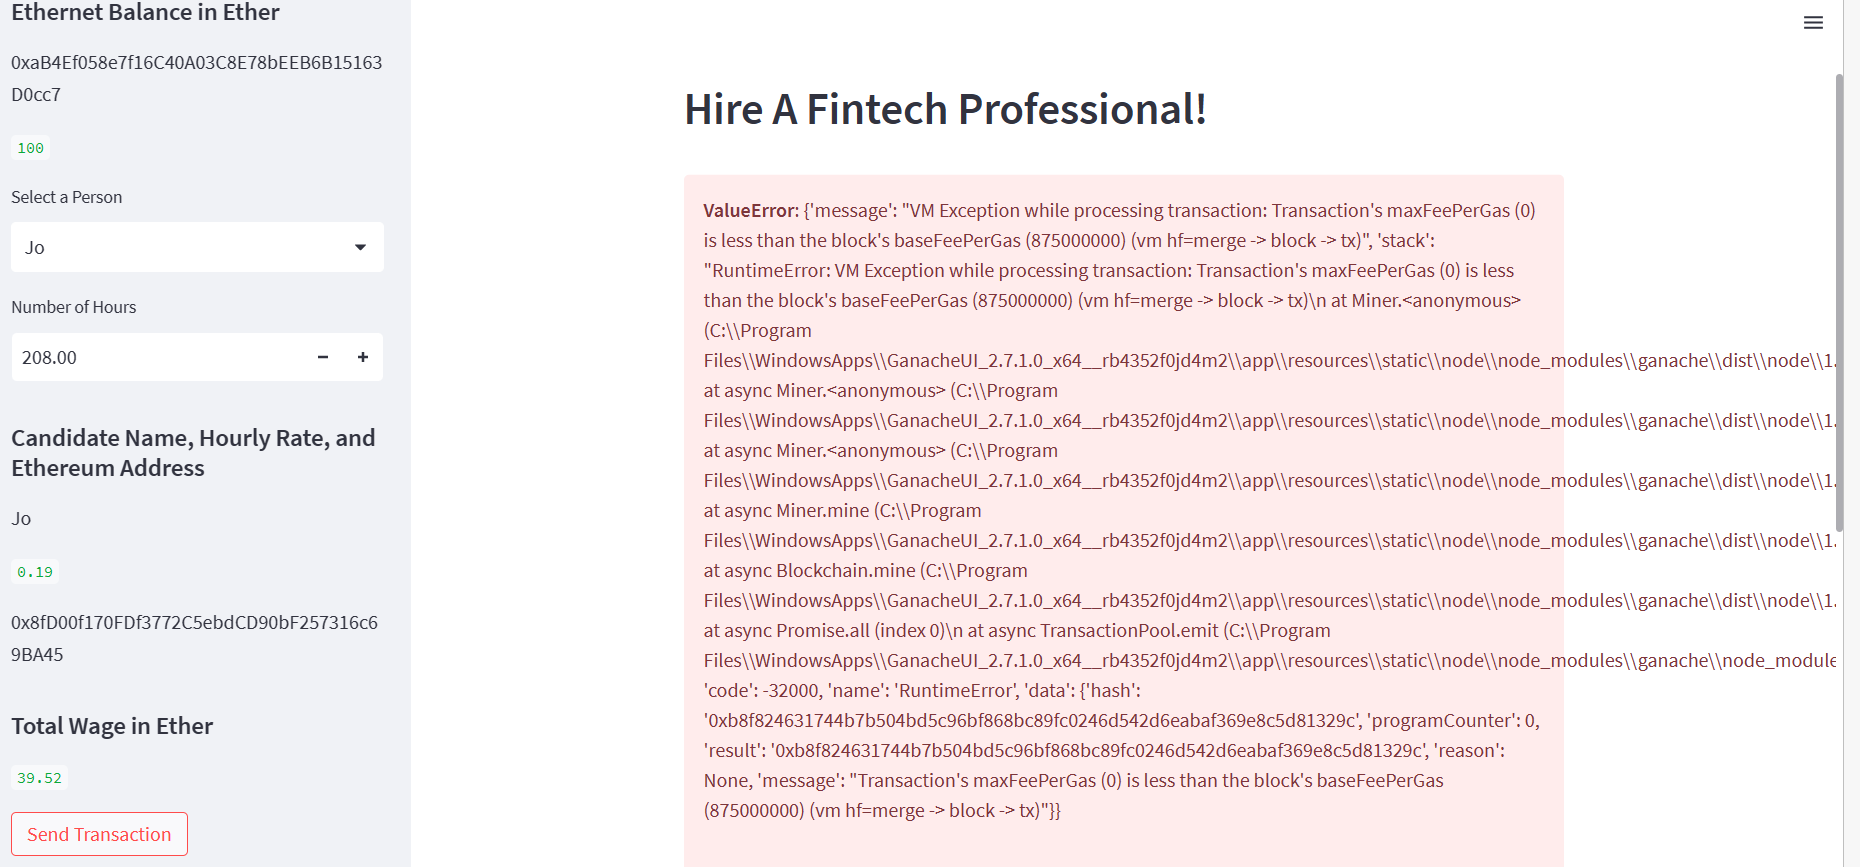 Ethernet Balance in Ether
0xaB4Ef058e7f16C40A03C8E78bEEB6B15163
D0cc7
100
Select a Person
Jo
Number of Hours
208.00
Candidate Name, Hourly Rate, and
Ethereum Address
Jo
0.19
0x8fD00f170FDf3772C5ebdCD90bF257316c6
9BA45
Total Wage in Ether
39.52
Send Transaction
Hire A Fintech Professional!
ValueError: {'message': "VM Exception while processing transaction: Transaction's maxFeePerGas (0)
is less than the block's baseFeePerGas (875000000) (vm hf=merge -> block -> tx)", 'stack':
"RuntimeError: VM Exception while processing transaction: Transaction's maxFeePerGas (0) is less
than the block's baseFeePerGas (875000000) (vm hf=merge -> block -> tx)\n at Miner.<anonymous>
(C:\\Program
Files\\WindowsApps\\GanacheUI_2.7.1.0_x64__rb4352f0jd4m2\\app\\resources\\static\\node\\node_modules\\ganache\\dist\\node\\1.
at async Miner.<anonymous> (C:\\Program
Files\\WindowsApps\\GanacheUI_2.7.1.0_x64__rb4352f0jd4m2\\app\\resources\\static\\node\\node_modules\\ganache\\dist\\node\\1.
at async Miner.<anonymous> (C:\\Program
Files\\WindowsApps\\GanacheUI_2.7.1.0_x64__rb4352f0jd4m2\\app\\resources\\static\\node\\node_modules\\ganache\\dist\\node\\1.
at async Miner.mine (C:\\Program
Files\\WindowsApps\\GanacheUI_2.7.1.0_x64__rb4352f0jd4m2\\app\\resources\\static\\node\\node_modules\\ganache\\dist\\node\\1.
at async Blockchain.mine (C:\\Program
Files\\WindowsApps\\GanacheUI_2.7.1.0_x64__rb4352f0jd4m2\\app\\resources\\static\\node\\node_modules\\ganache\\dist\\node\\1.
at async Promise.all (index 0)\n at async TransactionPool.emit (C:\\Program
Files\\WindowsApps\\GanacheUI_2.7.1.0_x64__rb4352f0jd4m2\\app\\resources\\static\\node\\node_modules\\ganache\\node_module
'code': -32000, 'name': 'RuntimeError', 'data': {'hash':
'0xb8f824631744b7b504bd5c96bf868bc89fc0246d542d6eabaf369e8c5d81329c', 'programCounter': 0,
'result': '0xb8f824631744b7b504bd5c96bf868bc89fc0246d542d6eabaf369e8c5d81329c', 'reason':
None, 'message': "Transaction's maxFeePerGas (0) is less than the block's baseFeePerGas
(875000000) (vm hf=merge -> block -> tx)"}}